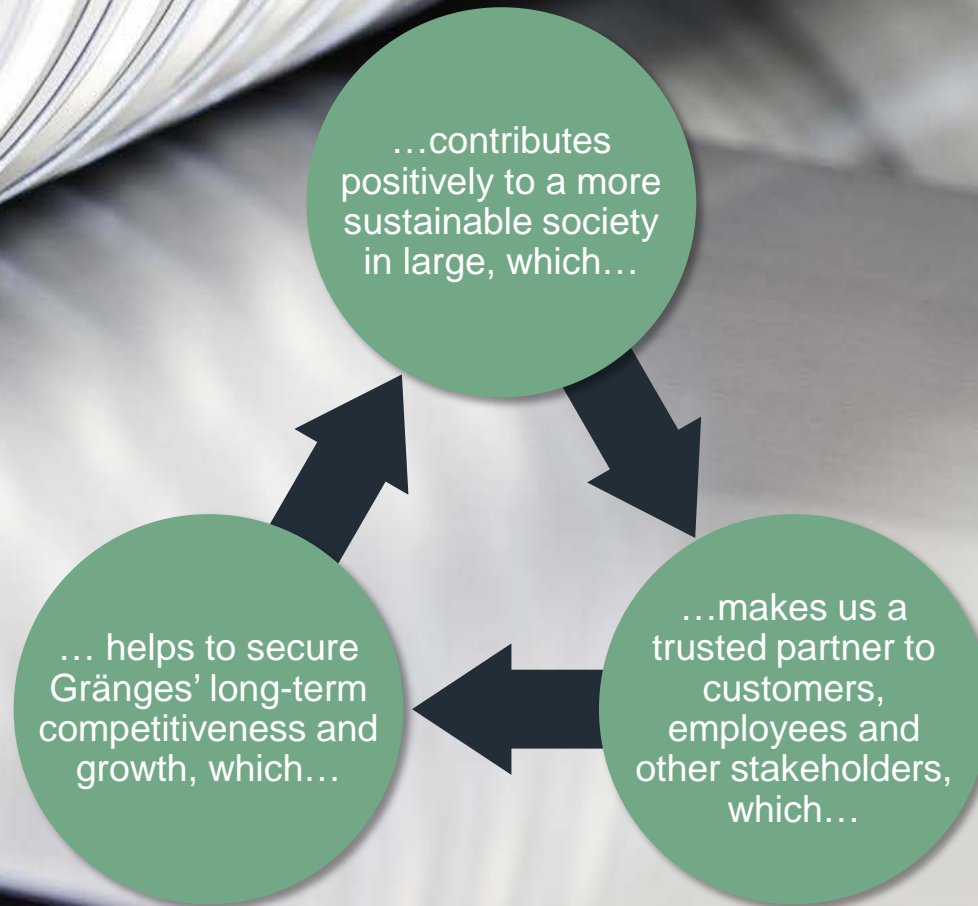 …contributes
positively to a more
sustainable society
in large, which…
…makes us a
trusted partner to
customers,
employees and
other stakeholders,
which…
… helps to secure
Gränges’ long-term
competitiveness and
growth, which…